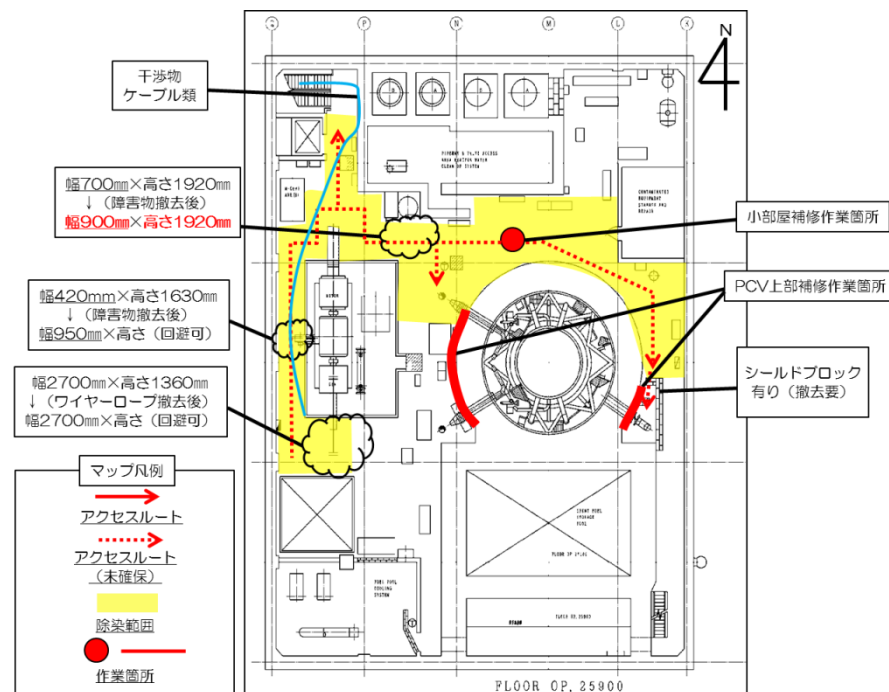 Q P N M L K
N
干渉物
ケーブル類
幅700㎜×高さ1920㎜
↓（障害物撤去後）
幅900㎜×高さ1920㎜
小部屋補修作業箇所
PCV上部補修作業箇所
幅420mm×高さ1630㎜
↓（障害物撤去後）
幅950㎜×高さ（回避可）
シールドブロック
有り（撤去要）
幅2700㎜×高さ1360㎜
↓（ワイヤーロープ撤去後）
幅2700㎜×高さ（回避可）
マップ凡例
アクセスルート
アクセスルート
（未確保）
除染範囲
作業箇所
CONTAMINATED
EQUIPMENT
REPAIR
MOTOR
SPENT FUEL
STORAGE
COOLING
SYSTEM
FLOOR OP. 25900